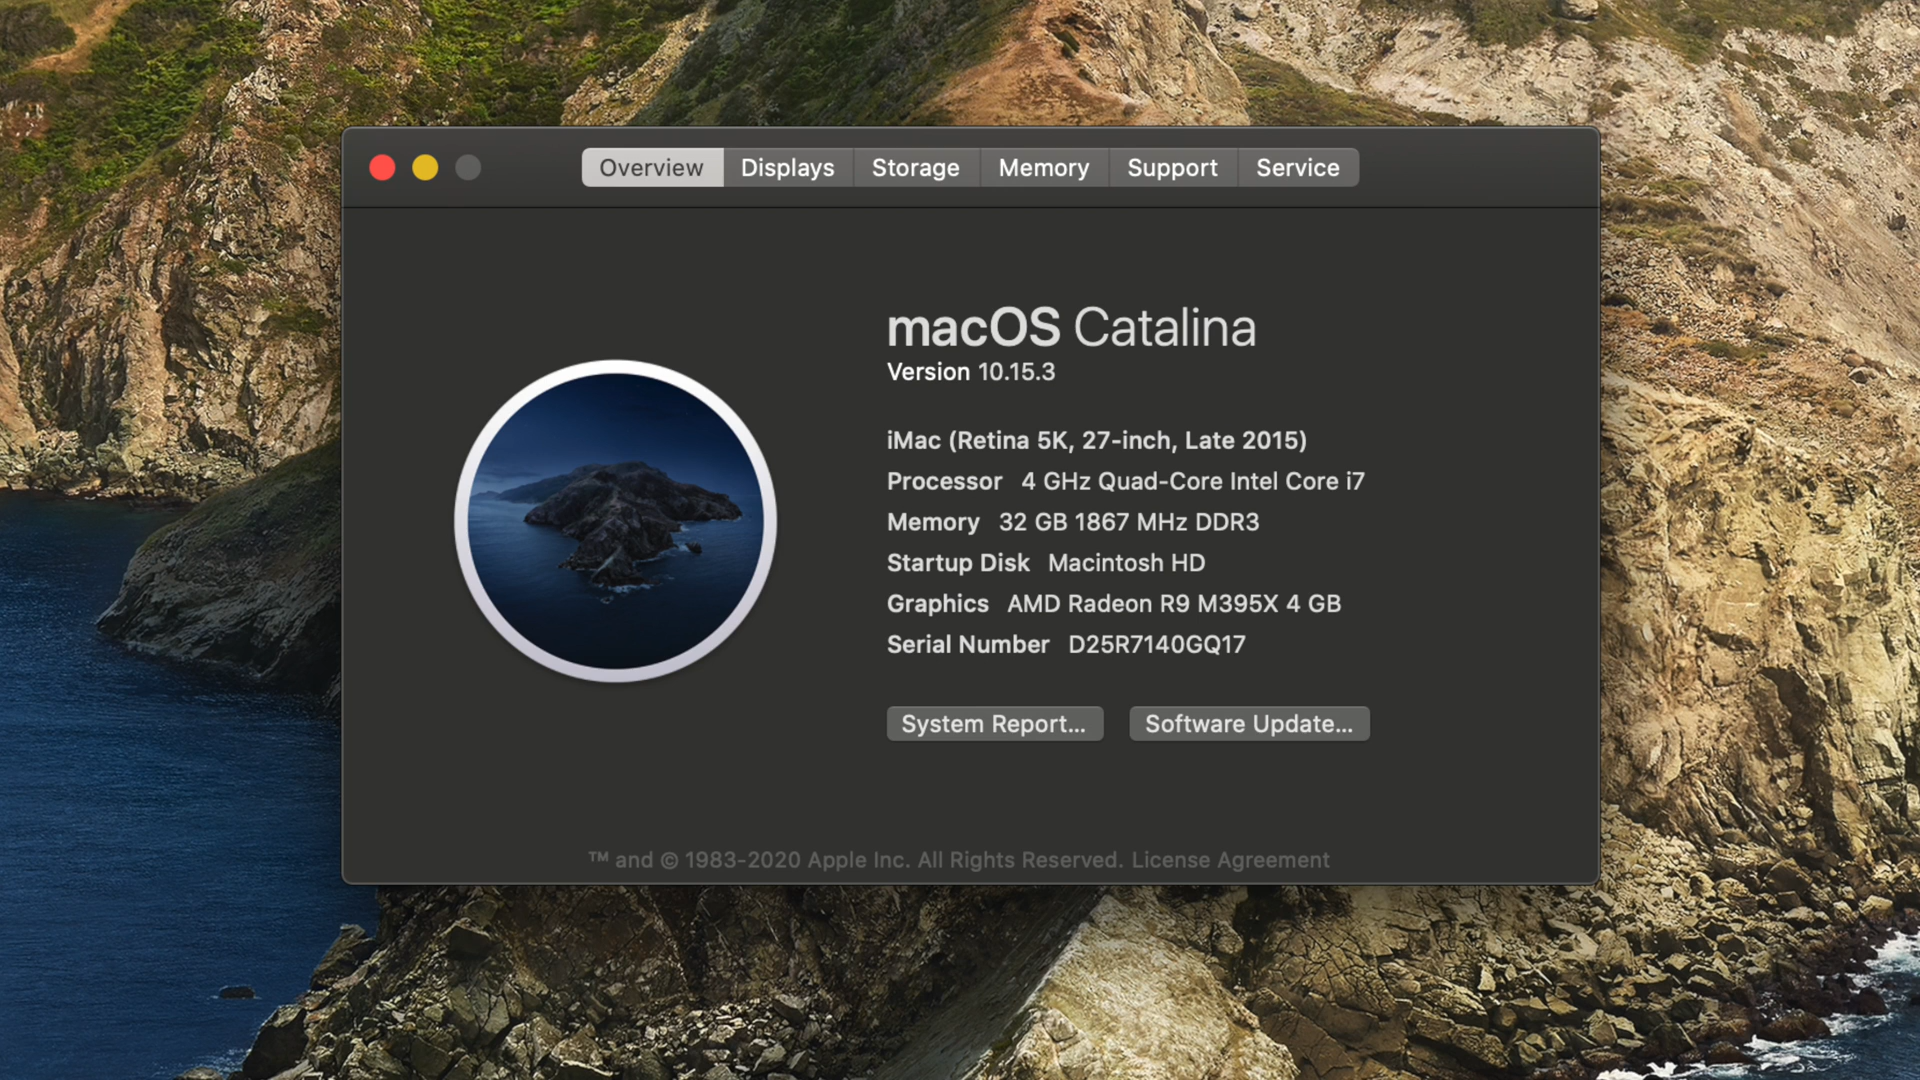 Overview Displays Storage Memory Support Service
macOS Catalina
Version 10.15.3
iMac (Retina 5K, 27-inch, Late 2015)
Processor 4 GHz Quad-Core Intel Core i7
Memory 32 GB 1867 MHz DDR3
Startup Disk Macintosh HD
Graphics AMD Radeon R9 M395X 4 GB
Serial Number D25R7140GQ17
System Report... Software Update...
™ and © 1983-2020 Apple Inc. All Rights Reserved. License Agreement